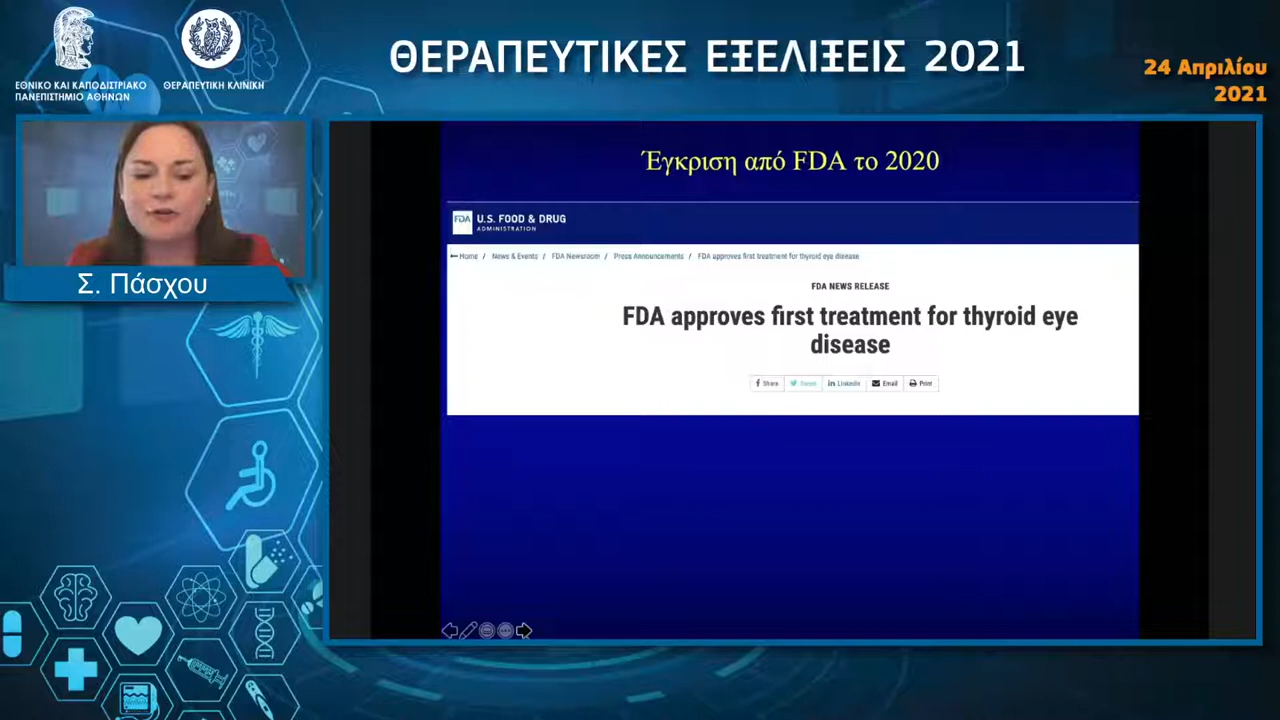 ΕΘΝΙΚΟ ΚΑΙ ΚΑΠΟΔΙΣΤΡΙΑΚΟ
ΠΑΝΕΠΙΣΤΗΜΙΟ ΑΘΗΝΩΝ
ΘΕΡΑΠΕΥΤΙΚΗ ΚΛΙΝΙΚΗ
ΘΕΡΑΠΕΥΤΙΚΕΣ ΕΞΕΛΙΞΕΙΣ 2021
24 Απριλίου
2021
Σ. Πάσχου
Έγκριση από FDA το 2020
FDA U.S. FOOD & DRUG
ADMINISTRATION
Home / News & Events / FDA Newsroom / Press Announcements / FDA approves first treatment for thyroid eye disease
FDA NEWS RELEASE
FDA approves first treatment for thyroid eye
disease
Share Tweet LinkedIn Email Print